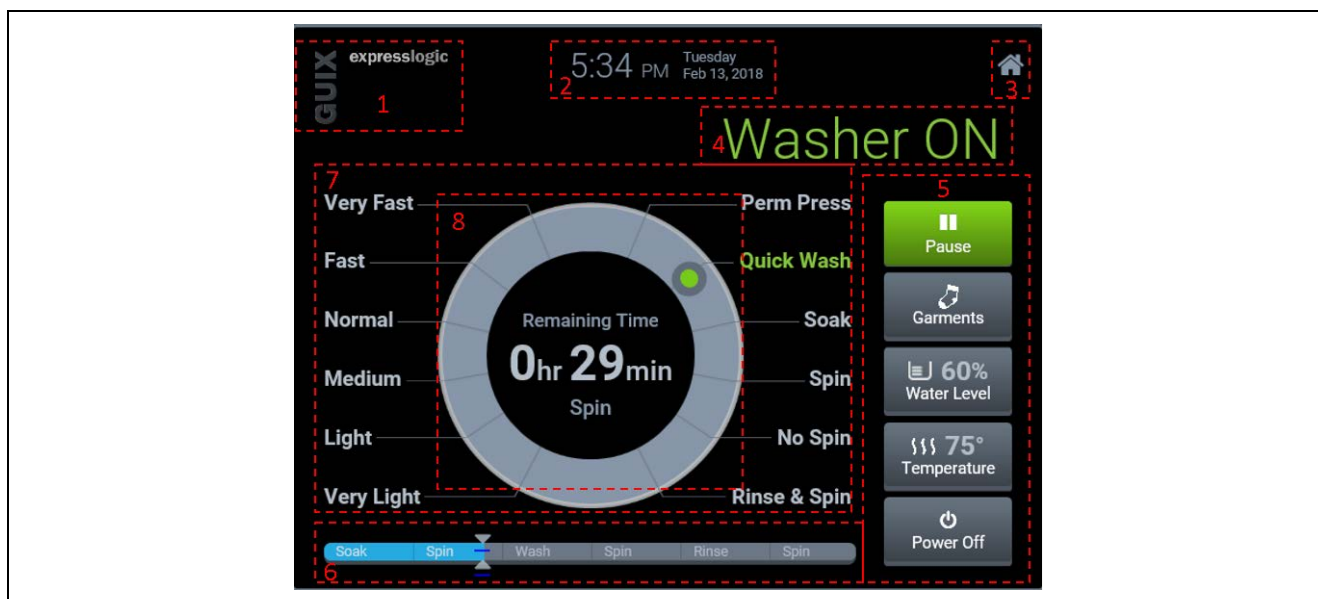 GUIX
expresslogic
1
5:34 PM
Tuesday
Feb 13, 2018
2
3
4
Washer ON
7
8
5
Very Fast
Fast
Normal
Medium
Light
Very Light
Remaining Time
0hr 29min
Spin
Perm Press
Quick Wash
Soak
Spin
No Spin
Rinse & Spin
Pause
Garments
60%
Water Level
75°
Temperature
Power Off
Soak Spin Wash Spin Rinse Spin
6